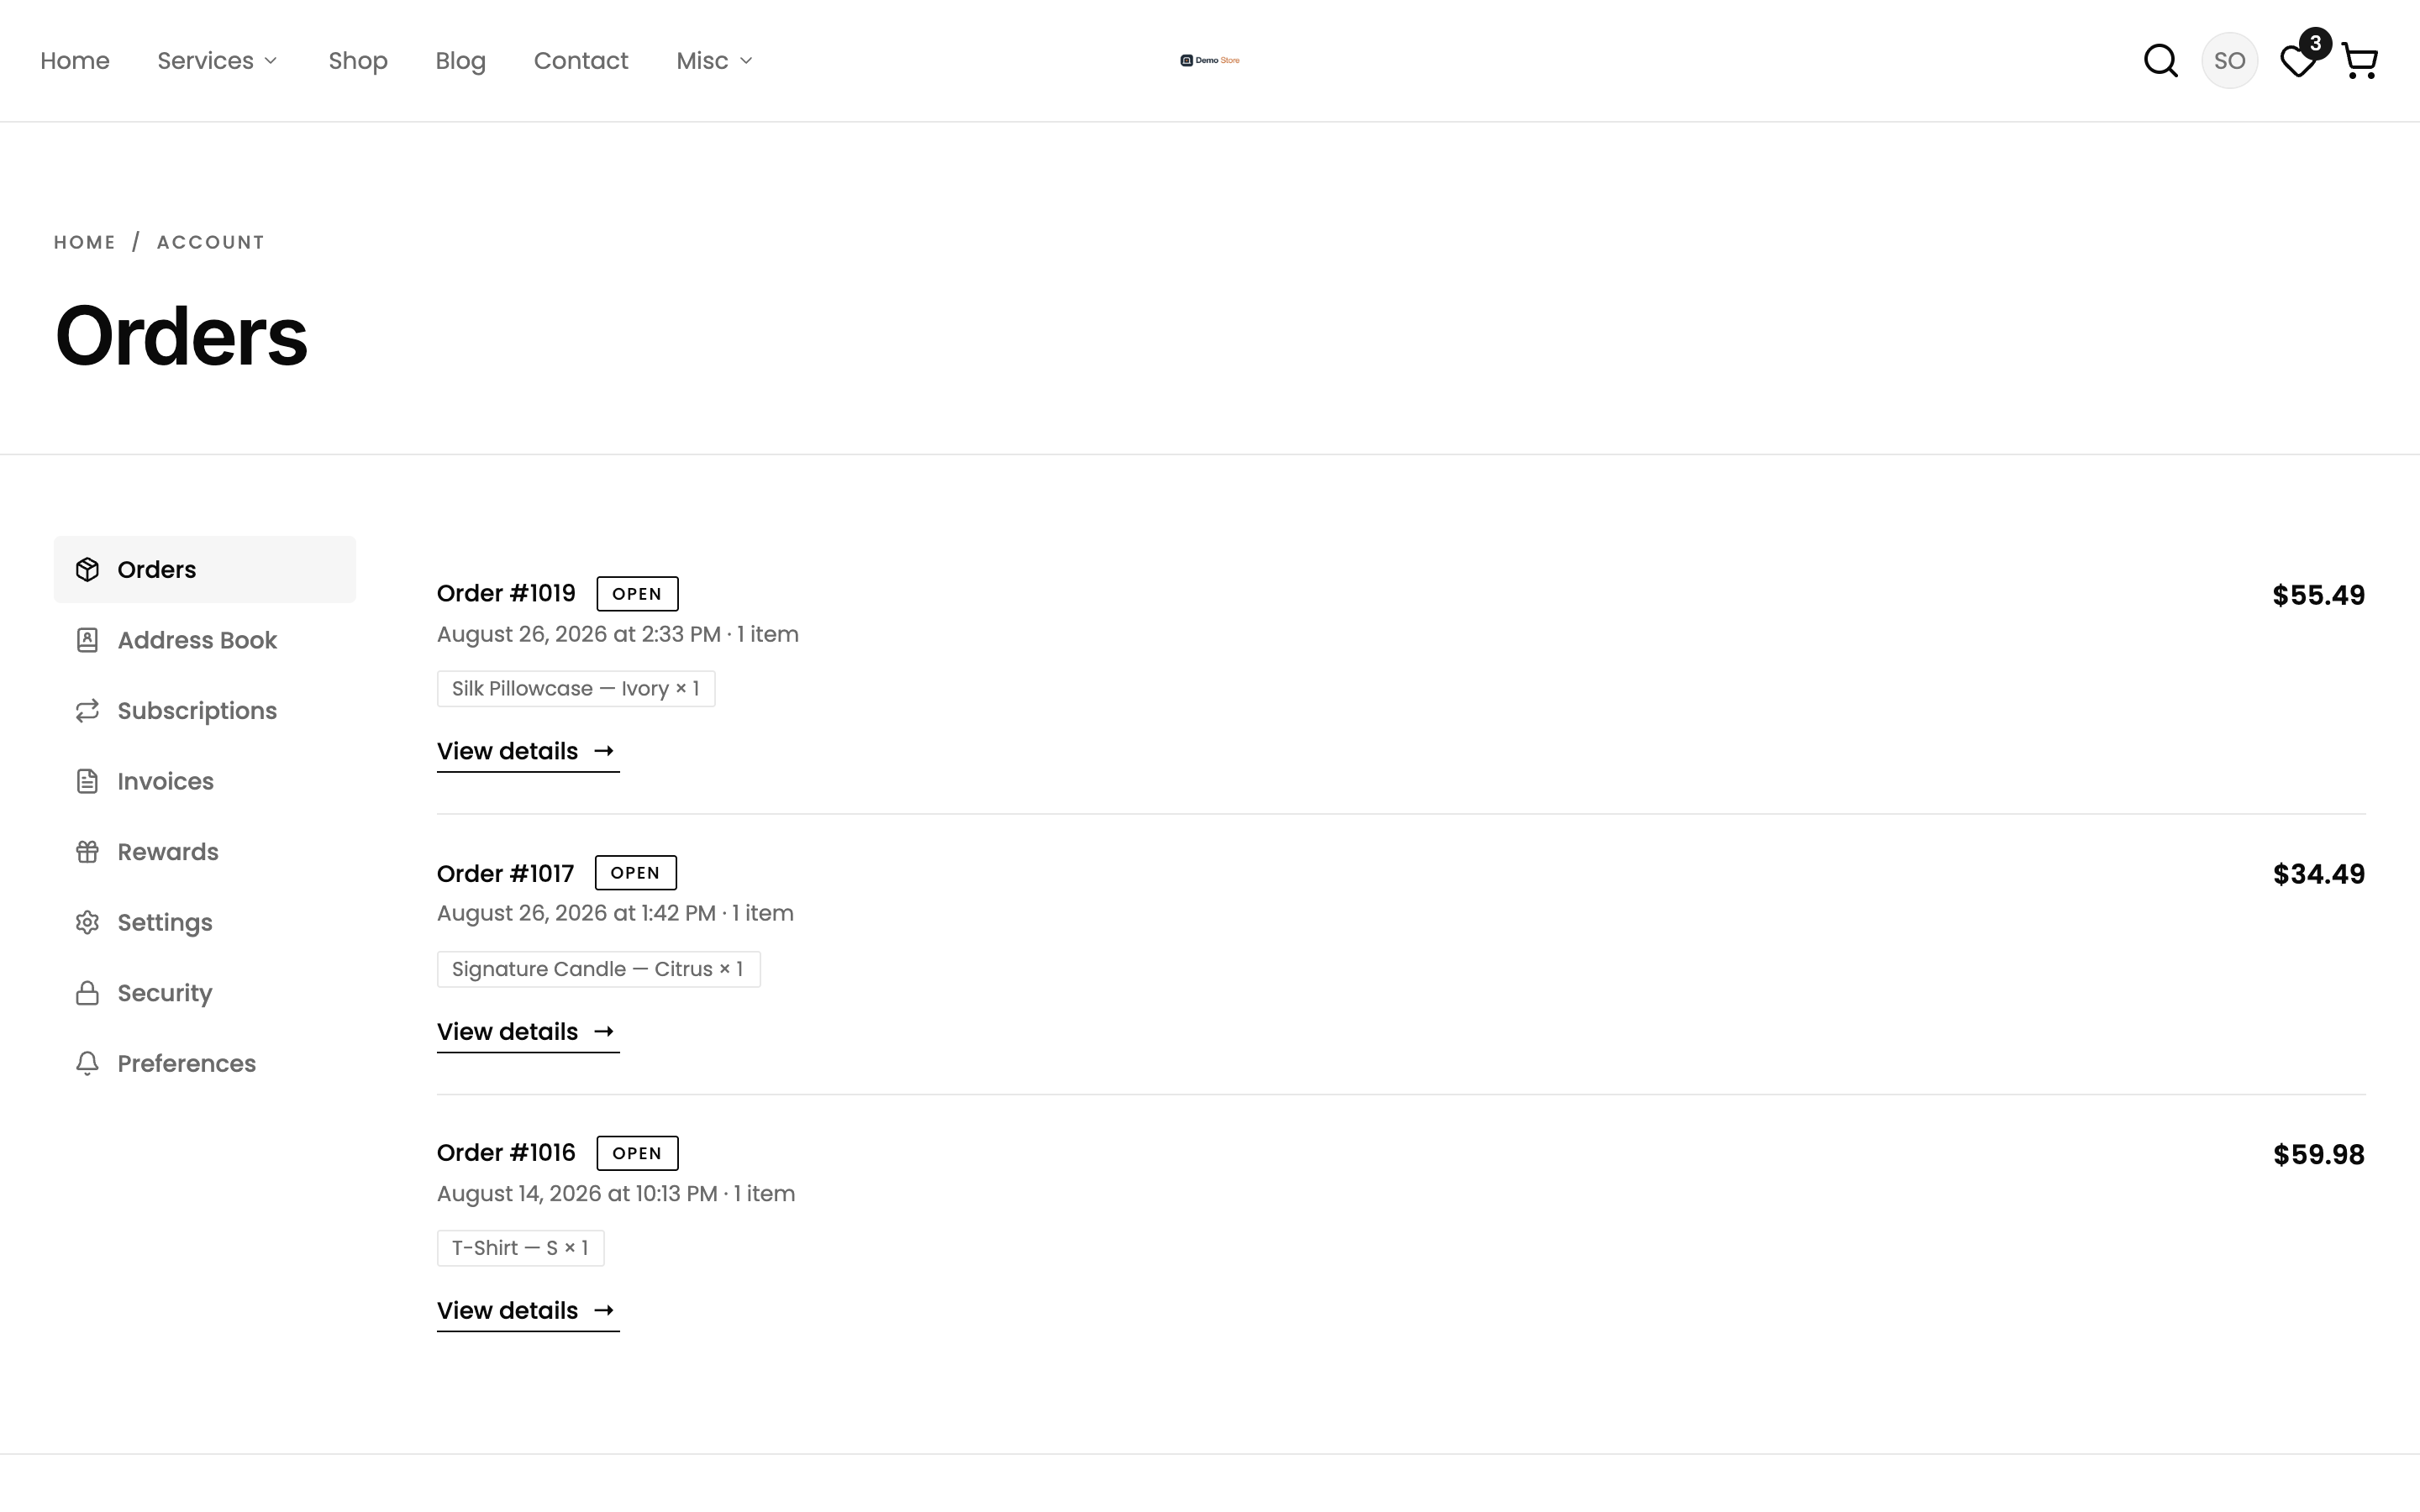 Home Services Shop Blog Contact Misc Demo Store SO 3
HOME / ACCOUNT
Orders
Orders
Address Book
Subscriptions
Invoices
Rewards
Settings
Security
Preferences
Order #1019 OPEN $55.49
August 26, 2026 at 2:33 PM · 1 item
Silk Pillowcase — Ivory × 1
View details →
Order #1017 OPEN $34.49
August 26, 2026 at 1:42 PM · 1 item
Signature Candle — Citrus × 1
View details →
Order #1016 OPEN $59.98
August 14, 2026 at 10:13 PM · 1 item
T-Shirt — S × 1
View details →